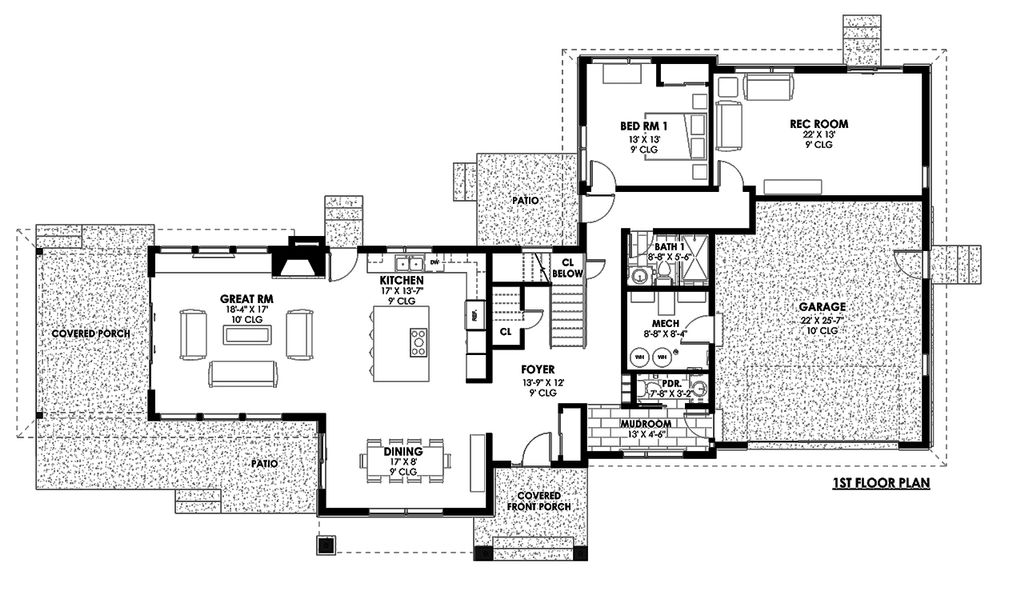 BED RM 1
13' X 13'
9' CLG
REC ROOM
22' X 13'
9' CLG
PATIO
BATH 1
8'-8" X 5'-6"
CL
BELOW
DW
KITCHEN
17' X 13'-7"
9' CLG
GREAT RM
18'-4" X 17'
10' CLG
REF.
CL
COVERED PORCH
MECH
8'-8" X 8'-4"
WH
WH
GARAGE
22' X 25'-7"
10' CLG
FOYER
13'-9" X 12'
9' CLG
PDR.
7'-8" X 3'-2"
MUDROOM
13' X 4'-6"
DINING
17' X 8'
9' CLG
PATIO
COVERED
FRONT PORCH
1ST FLOOR PLAN